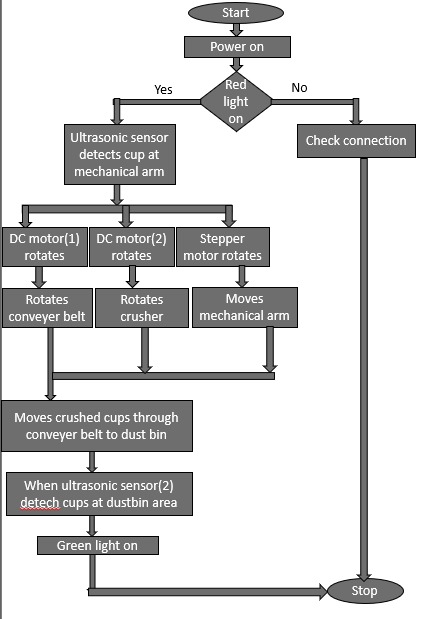 Start
Power on
Red
light
on
Yes
No
Ultrasonic sensor
detects cup at
mechanical arm
Check connection
DC motor(1)
rotates
DC motor(2)
rotates
Stepper
motor rotates
Rotates
conveyer belt
Rotates
crusher
Moves
mechanical arm
Moves crushed cups through
conveyer belt to dust bin
When ultrasonic sensor(2)
detech cups at dustbin area
Green light on
Stop